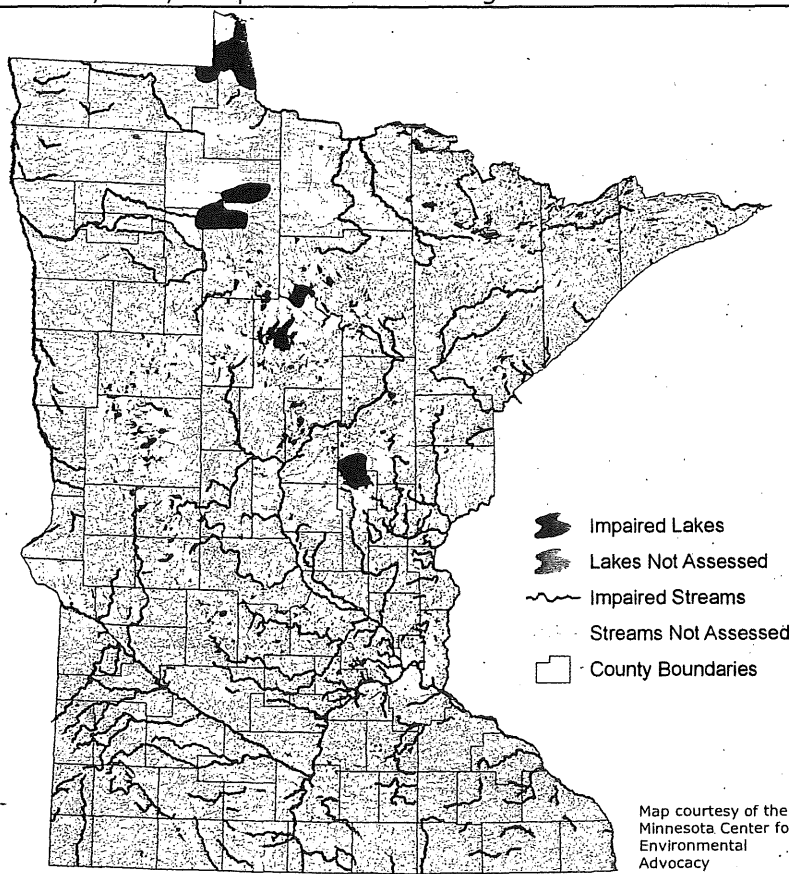 Impaired Lakes
Lakes Not Assessed
Impaired Streams
Streams Not Assessed
County Boundaries
Map courtesy of the
Minnesota Center fo
Environmental
Advocacy